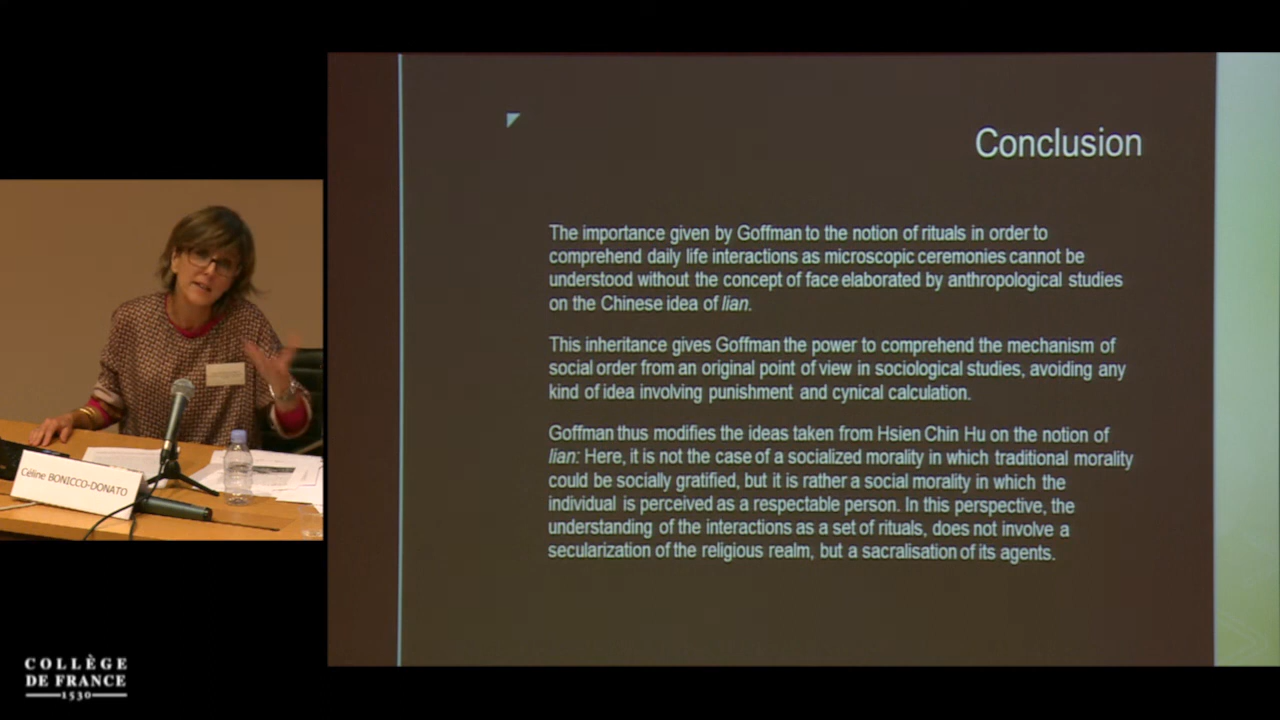 Conclusion
The importance given by Goffman to the notion of rituals in order to
comprehend daily life interactions as microscopic ceremonies cannot be
understood without the concept of face elaborated by anthropological studies
on the Chinese idea of lian.
This inheritance gives Goffman the power to comprehend the mechanism of
social order from an original point of view in sociological studies, avoiding any
kind of idea involving punishment and cynical calculation.
Goffman thus modifies the ideas taken from Hsien Chin Hu on the notion of
lian: Here, it is not the case of a socialized morality in which traditional morality
could be socially gratified, but it is rather a social morality in which the
individual is perceived as a respectable person. In this perspective, the
understanding of the interactions as a set of rituals, does not involve a
secularization of the religious realm, but a sacralisation of its agents.
Céline BONICCO-DONATO
COLLÈGE
DE FRANCE
1530